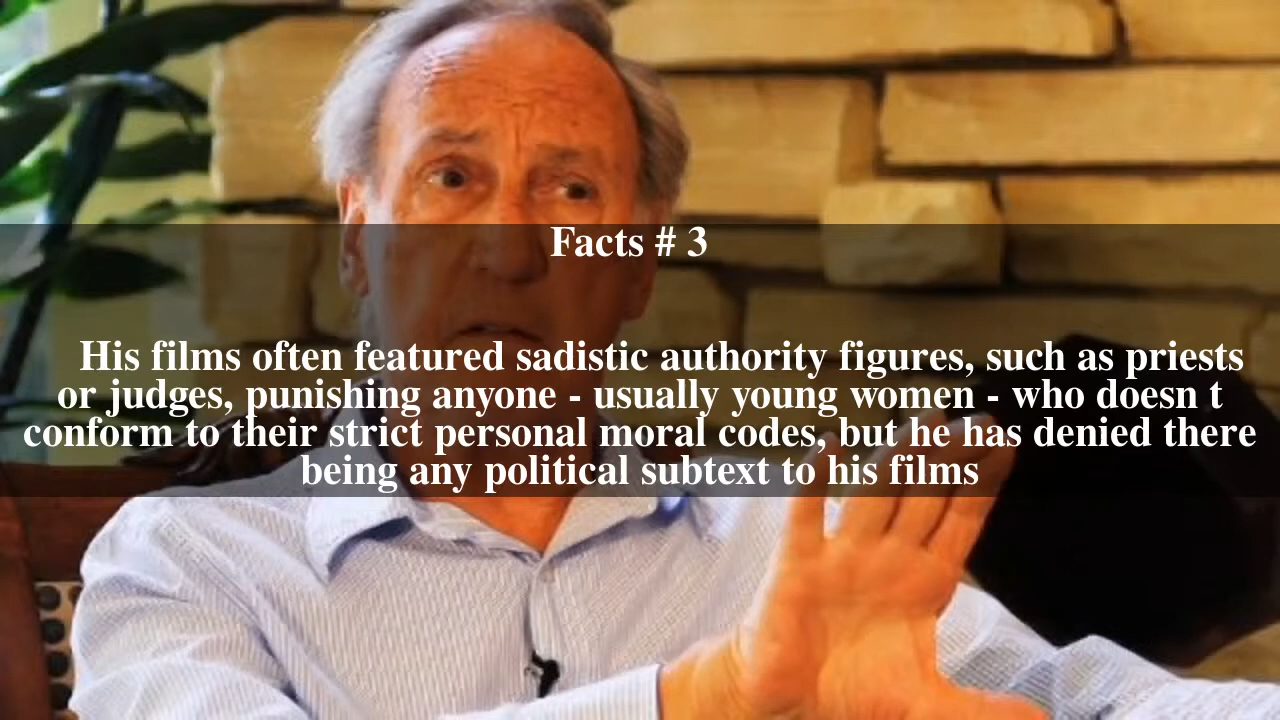 Facts # 3
His films often featured sadistic authority figures, such as priests
or judges, punishing anyone - usually young women - who doesn t
conform to their strict personal moral codes, but he has denied there
being any political subtext to his films